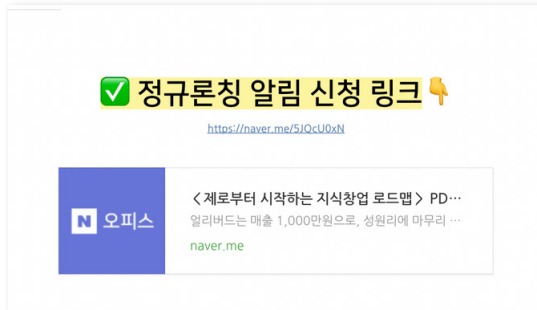 ✅ 정규론칭 알림 신청 링크👇
https://naver.me/5JQcU0xN
N 오피스
<제로부터 시작하는 지식창업 로드맵> PD…
얼리버드는 매출 1,000만원으로, 성원리에 마무리 …
naver.me